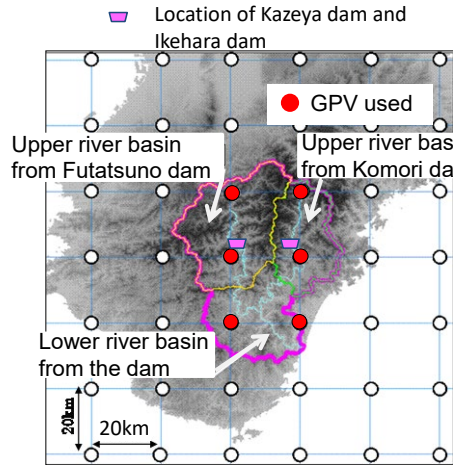 Location of Kazeya dam and
Ikehara dam
GPV used
Upper river basin
from Futatsuno dam
Upper river bas
from Komori da
Lower river basin
from the dam
20km
20km